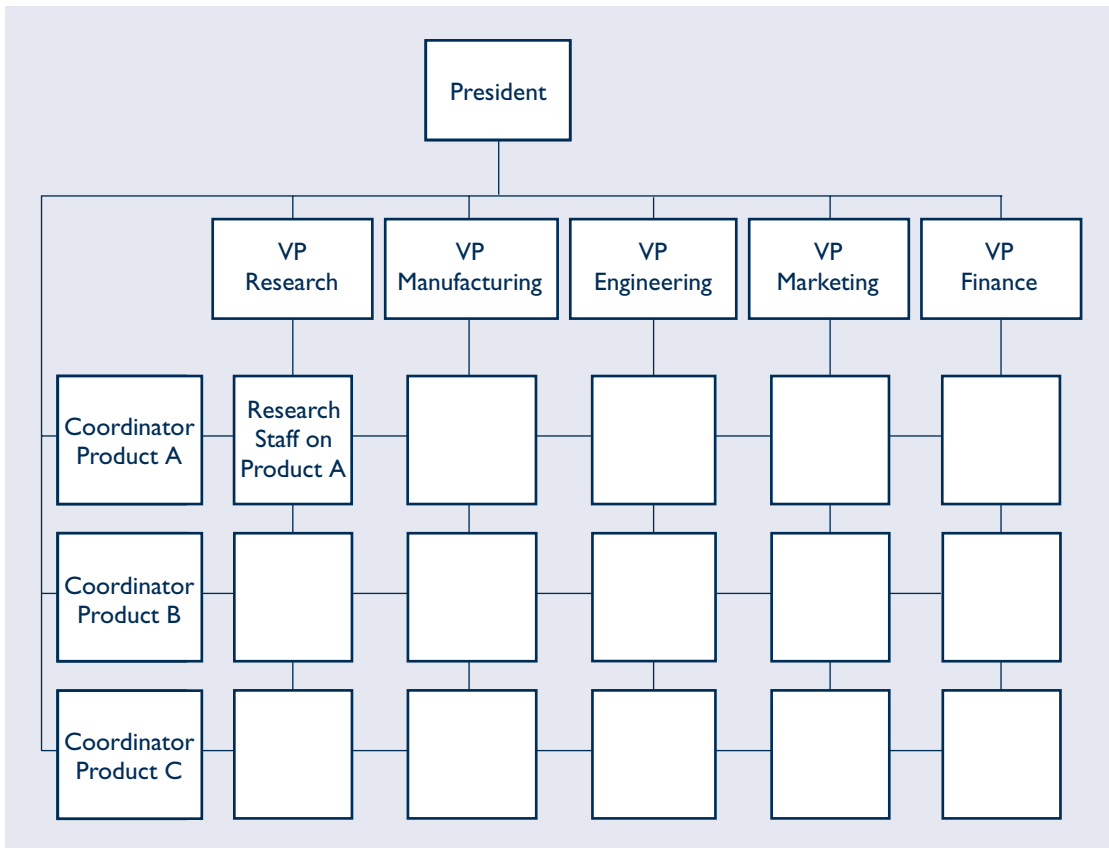 President
VP
Research
VP
Manufacturing
VP
Engineering
VP
Marketing
VP
Finance
Coordinator
Product A
Research
Staff on
Product A
Coordinator
Product B
Coordinator
Product C